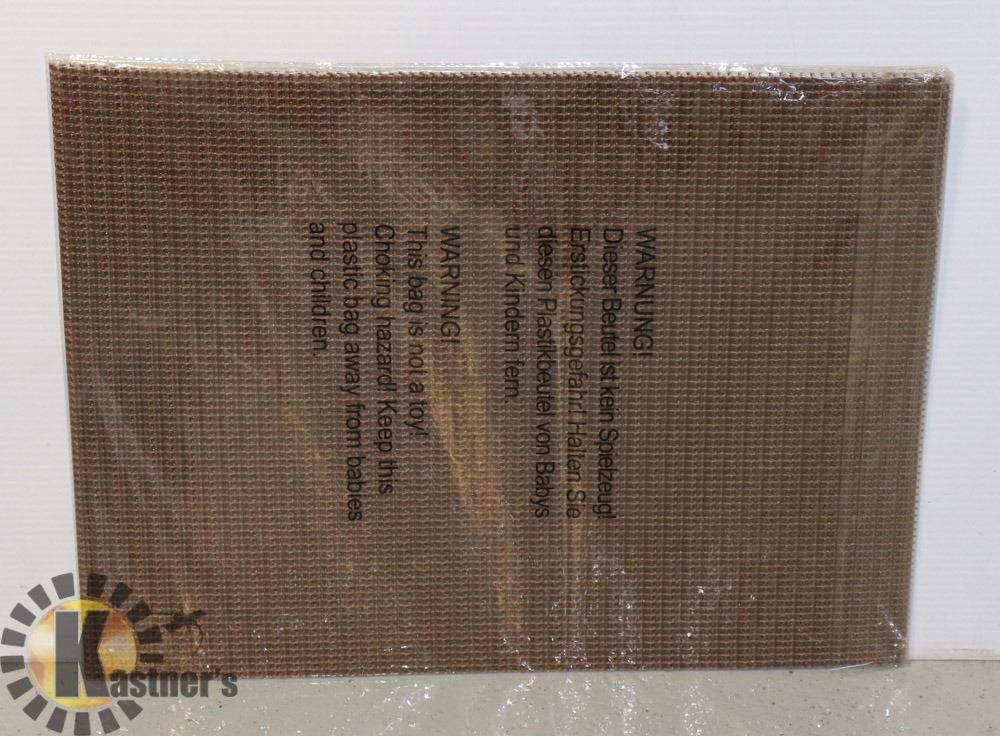 WARNUNG!
Dieser Beutel ist kein Spielzeug!
Erstickungsgefahr! Halten Sie
diesen Plastikbeutel von Babys
und Kindern fern.
WARNING!
This bag is not a toy!
Choking hazard! Keep this
plastic bag away from babies
and children.
Kastner's